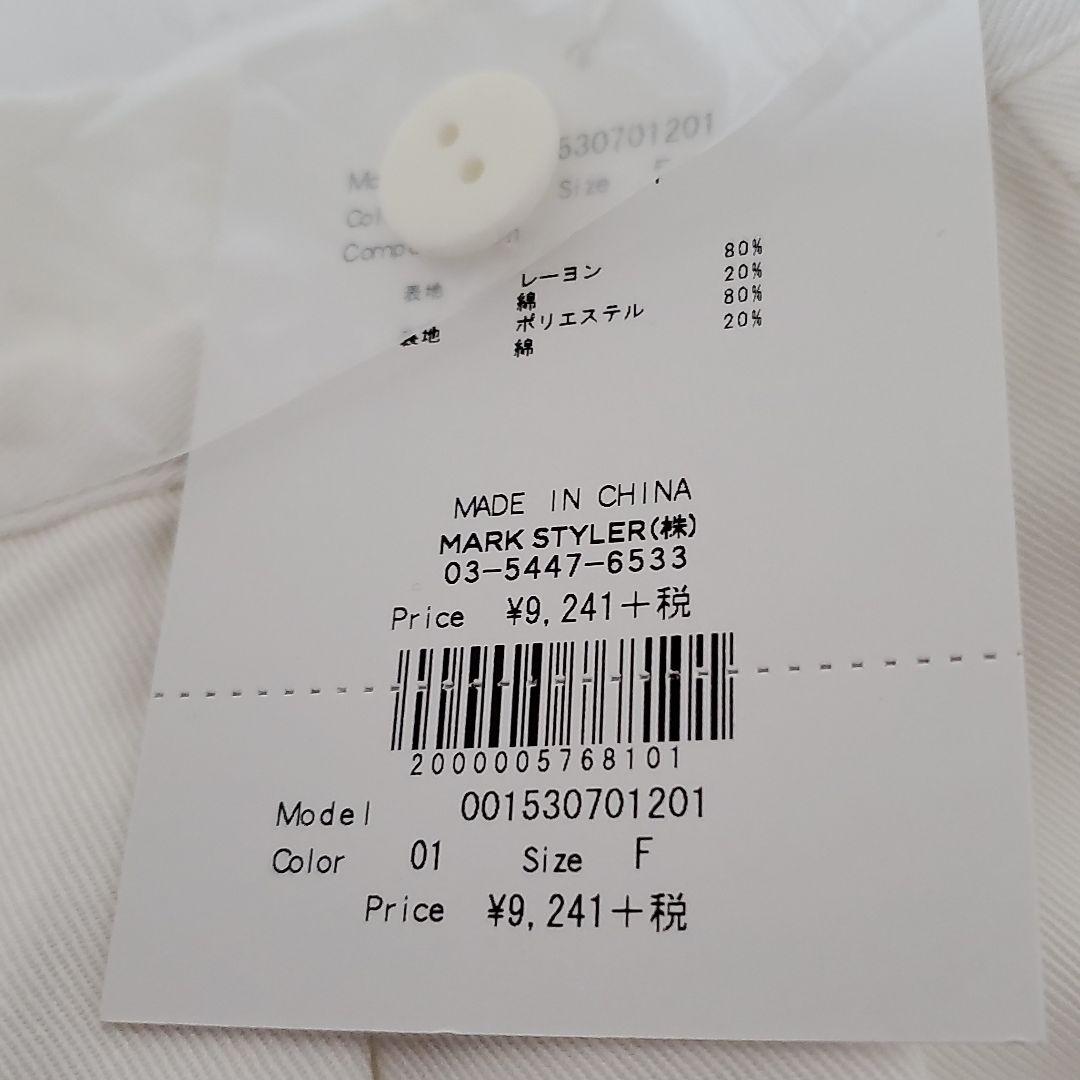 530701201
Size F
表地 レーヨン 80%
綿 20%
表地 ポリエステル 80%
綿 20%
MADE IN CHINA
MARK STYLER(株)
03-5447-6533
Price ¥9,241+税
2000005768101
Model 001530701201
Color 01 Size F
Price ¥9,241+税